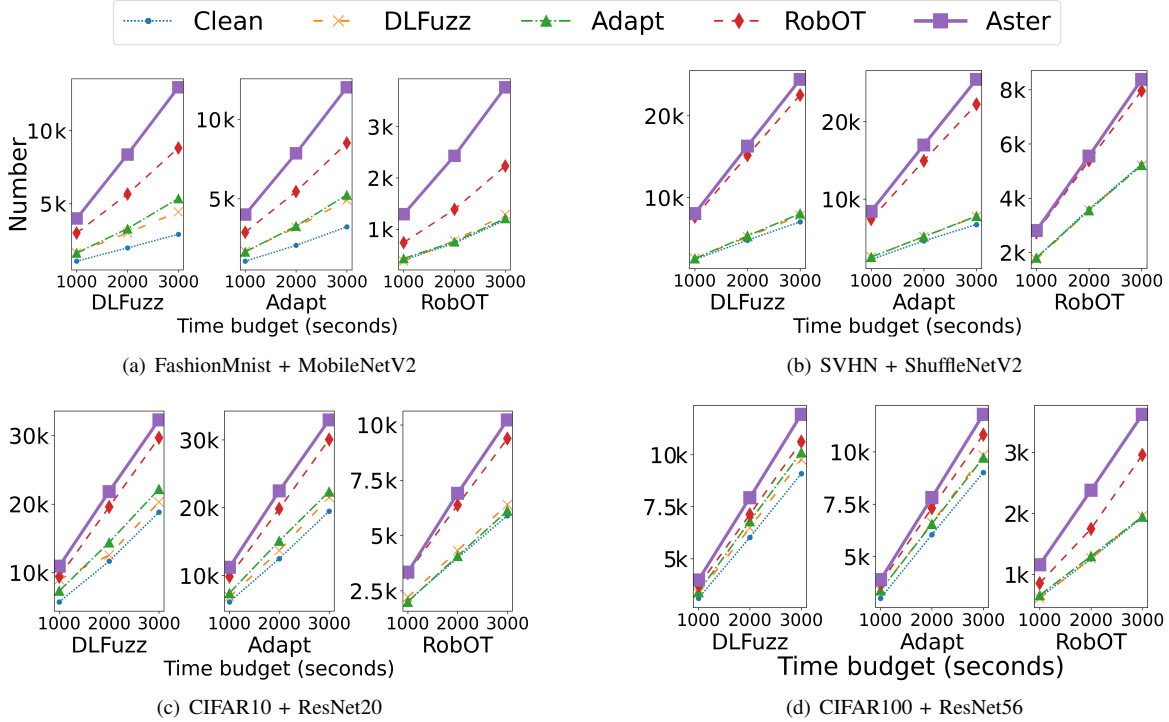 Clean DLFuzz Adapt RobOT Aster
Number
10k
5k
1000 2000 3000
DLFuzz
10k
5k
1000 2000 3000
Adapt
3k
2k
1k
1000 2000 3000
RobOT
Time budget (seconds)
(a) FashionMnist + MobileNetV2
20k
10k
1000 2000 3000
DLFuzz
20k
10k
1000 2000 3000
Adapt
8k
6k
4k
2k
1000 2000 3000
RobOT
Time budget (seconds)
(b) SVHN + ShuffleNetV2
30k
20k
10k
1000 2000 3000
DLFuzz
30k
20k
10k
1000 2000 3000
Adapt
10k
7.5k
5k
2.5k
1000 2000 3000
RobOT
Time budget (seconds)
(c) CIFAR10 + ResNet20
10k
7.5k
5k
1000 2000 3000
DLFuzz
10k
7.5k
5k
1000 2000 3000
Adapt
3k
2k
1k
1000 2000 3000
RobOT
Time budget (seconds)
(d) CIFAR100 + ResNet56